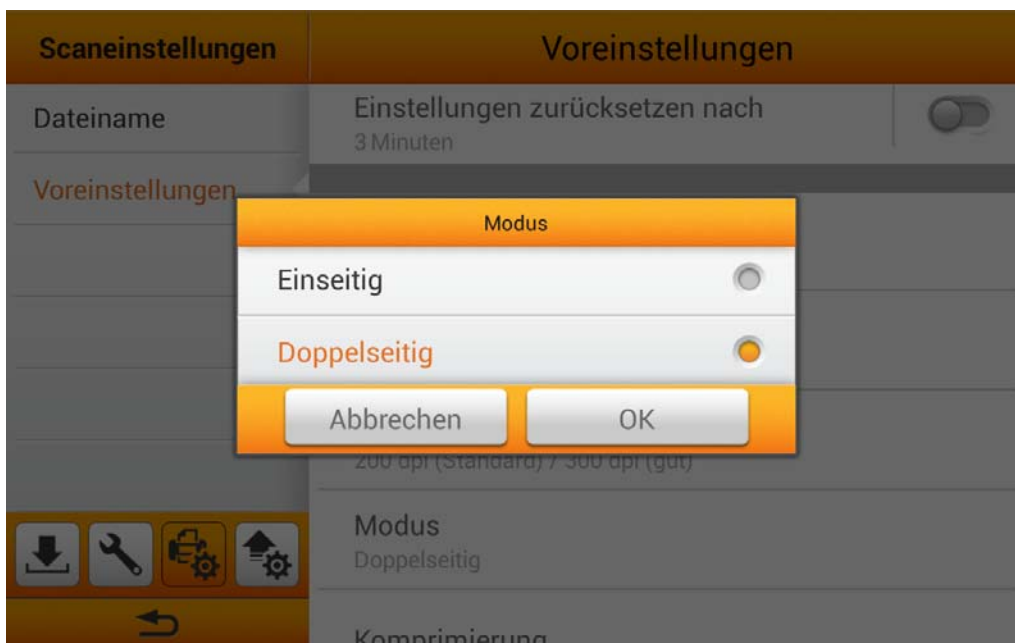 Scaneinstellungen
Voreinstellungen
Dateiname
Einstellungen zurücksetzen nach
3 Minuten
Voreinstellungen
Modus
Einseitig
Doppelseitig
Abbrechen
OK
200 dpi (Standard) / 300 dpi (gut)
Modus
Doppelseitig
Komprimierung